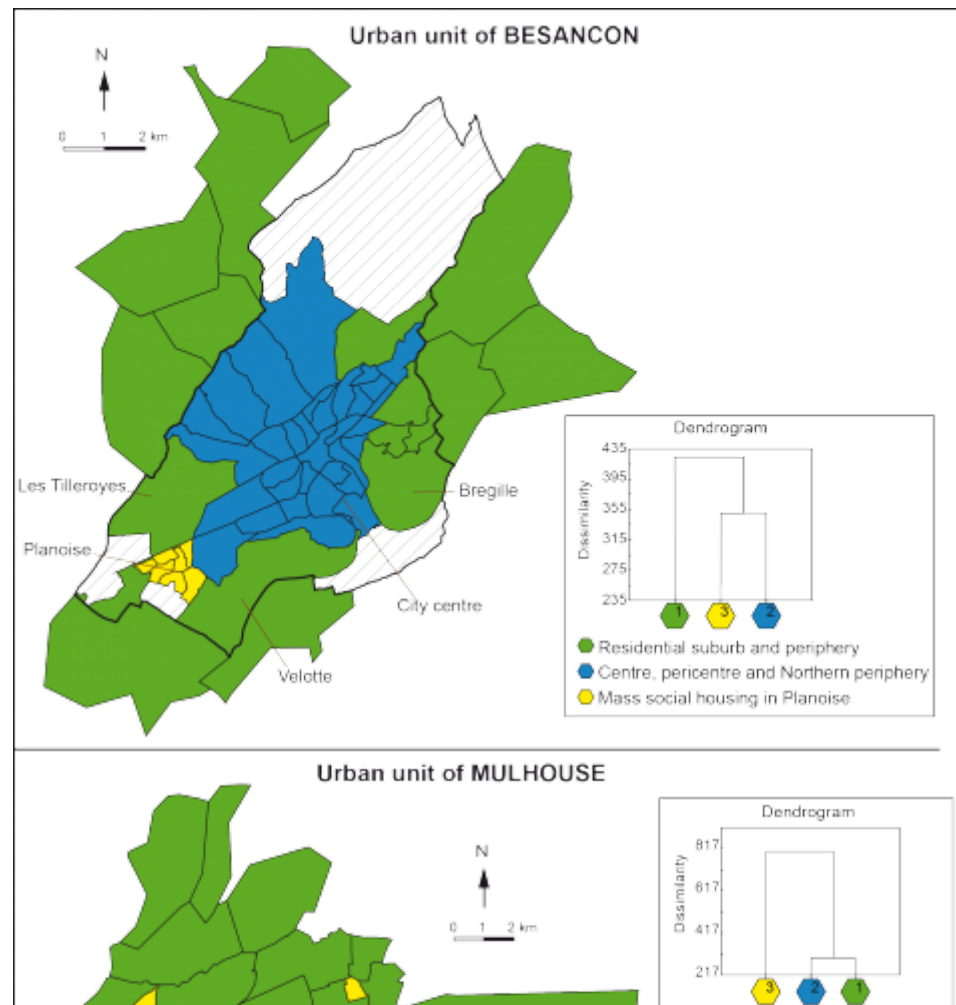 Urban unit of BESANCON
N
0 1 2 km
Les Tilleroyes
Planoise
Bregille
City centre
Velotte
Dendrogram
Dissimilarity
435
395
355
315
275
235
1 3 2
Residential suburb and periphery
Centre, pericentre and Northern periphery
Mass social housing in Planoise
Urban unit of MULHOUSE
N
0 1 2 km
Dendrogram
Dissimilarity
817
617
417
217
3 2 1